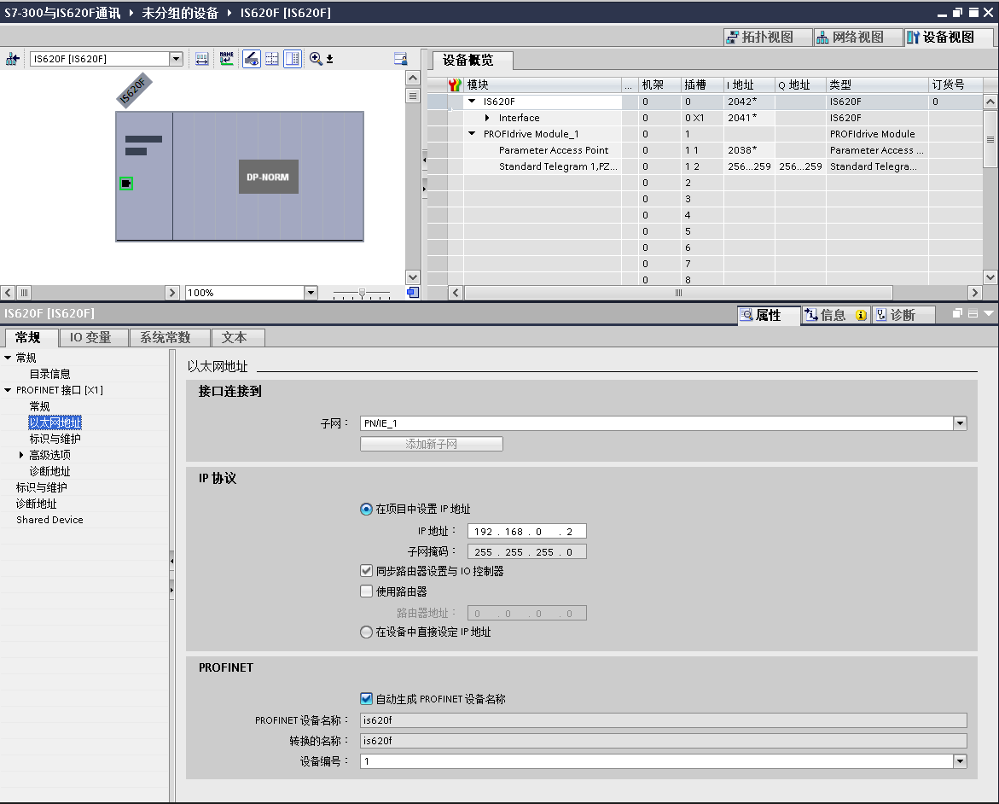 S7-300与IS620F通讯 ▸ 未分组的设备 ▸ IS620F [IS620F]
拓扑视图 网络视图 设备视图
IS620F [IS620F]
IS620F
DP-NORM
100%
设备概览
模块 ... 机架 插槽 I 地址 Q 地址 类型 订货号
IS620F 0 0 2042* IS620F 0
Interface 0 0 X1 2041* IS620F
PROFIdrive Module_1 0 1 PROFIdrive Module
Parameter Access Point 0 1 1 2038* Parameter Access ...
Standard Telegram 1,PZ... 0 1 2 256...259 256...259 Standard Telegra...
0 2
0 3
0 4
0 5
0 6
0 7
0 8
IS620F [IS620F]
属性 信息 诊断
常规 IO 变量 系统常数 文本
常规
目录信息
PROFINET 接口 [X1]
常规
以太网地址
标识与维护
高级选项
诊断地址
标识与维护
诊断地址
Shared Device
以太网地址
接口连接到
子网： PN/IE_1
添加新子网
IP 协议
在项目中设置 IP 地址
IP 地址： 192 . 168 . 0 . 2
子网掩码： 255 . 255 . 255 . 0
同步路由器设置与 IO 控制器
使用路由器
路由器地址： 0 . 0 . 0 . 0
在设备中直接设定 IP 地址
PROFINET
自动生成 PROFINET 设备名称
PROFINET 设备名称： is620f
转换的名称： is620f
设备编号： 1